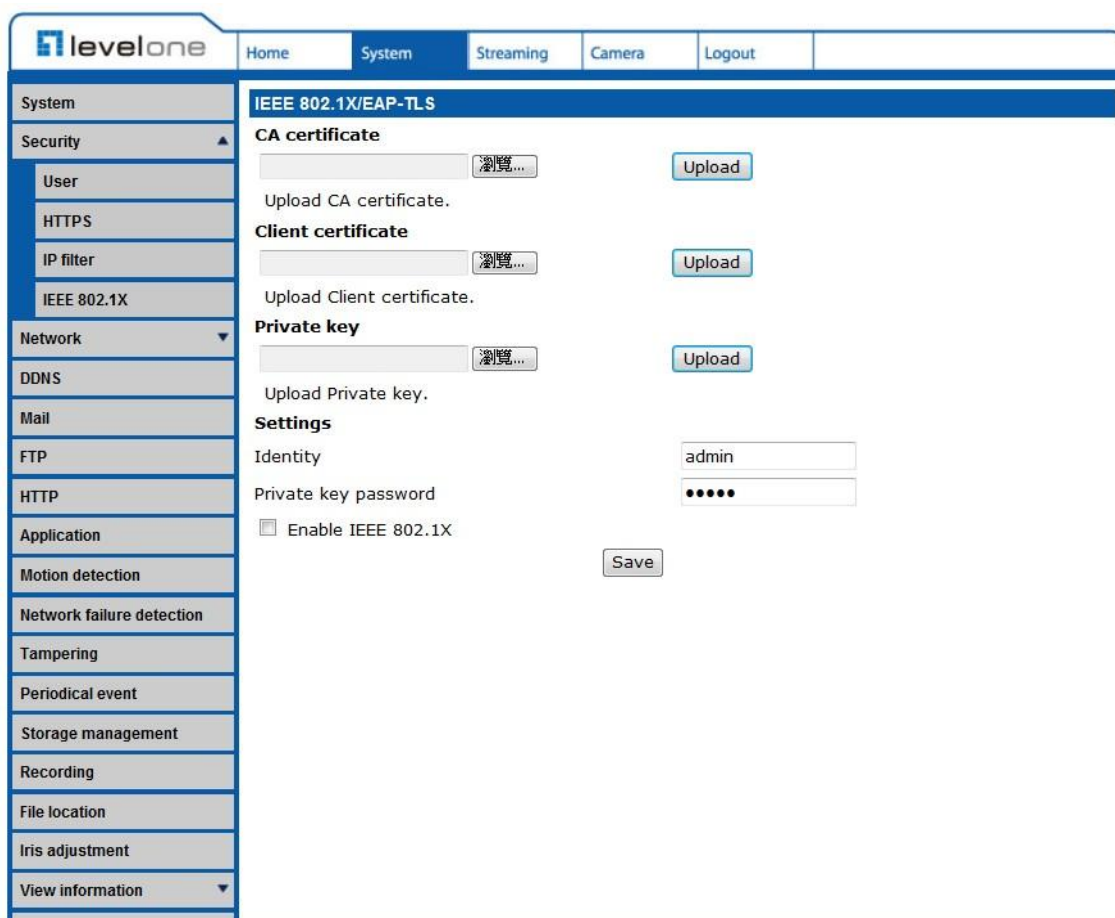 levelone
Home System Streaming Camera Logout
System
Security
User
HTTPS
IP filter
IEEE 802.1X
Network
DDNS
Mail
FTP
HTTP
Application
Motion detection
Network failure detection
Tampering
Periodical event
Storage management
Recording
File location
Iris adjustment
View information
IEEE 802.1X/EAP-TLS
CA certificate
瀏覽... Upload
Upload CA certificate.
Client certificate
瀏覽... Upload
Upload Client certificate.
Private key
瀏覽... Upload
Upload Private key.
Settings
Identity admin
Private key password •••••
Enable IEEE 802.1X
Save